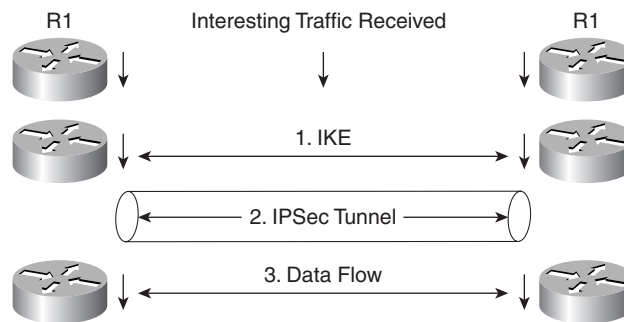 R1 Interesting Traffic Received R1
1. IKE
2. IPSec Tunnel
3. Data Flow